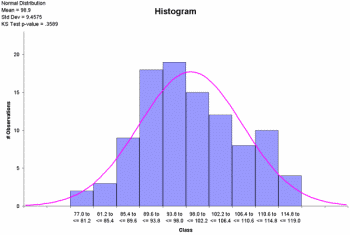 Normal Distribution
Mean = 98.9
Std Dev = 9.4575
KS Test p-value = .3589
Histogram
# Observations
20
15
10
5
0
77.0 to
<= 81.2
81.2 to
<= 85.4
85.4 to
<= 89.6
89.6 to
<= 93.8
93.8 to
<= 98.0
98.0 to
<= 102.2
102.2 to
<= 106.4
106.4 to
<= 110.6
110.6 to
<= 114.8
114.8 to
<= 119.0
Class